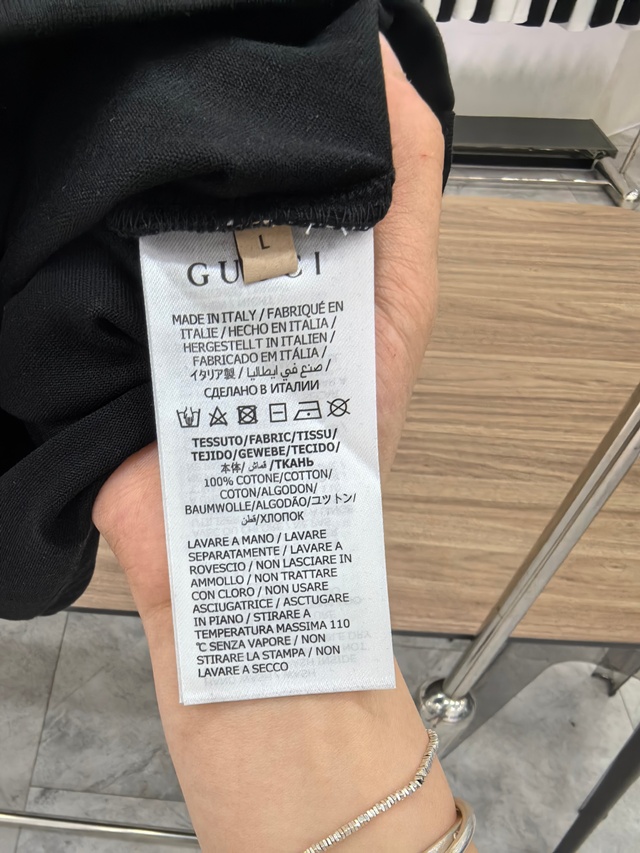 L
GUCCI
MADE IN ITALY / FABRIQUÉ EN
ITALIE / HECHO EN ITALIA /
HERGESTELLT IN ITALIEN /
FABRICADO EM ITÁLIA /
イタリア製 / صنع في ايطاليا /
СДЕЛАНО В ИТАЛИИ
TESSUTO/FABRIC/TISSU/
TEJIDO/GEWEBE/TECIDO/
本体/ قماش /ТКАНЬ
100% COTONE/COTTON/
COTON/ALGODON/
BAUMWOLLE/ALGODÃO/ユツ トン/
قطن/ХЛОПОК
LAVARE A MANO / LAVARE
SEPARATAMENTE / LAVARE A
ROVESCIO / NON LASCIARE IN
AMMOLLO / NON TRATTARE
CON CLORO / NON USARE
ASCIUGATRICE / ASCTUGARE
IN PIANO / STIRARE A
TEMPERATURA MASSIMA 110
℃ SENZA VAPORE / NON
STIRARE LA STAMPA / NON
LAVARE A SECCO